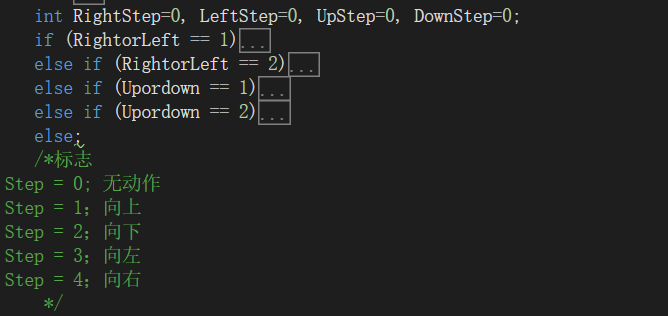 int RightStep=0, LeftStep=0, UpStep=0, DownStep=0;
if (RightorLeft == 1)...
else if (RightorLeft == 2)...
else if (Upordown == 1)...
else if (Upordown == 2)...
else;
/*标志
Step = 0; 无动作
Step = 1；向上
Step = 2；向下
Step = 3；向左
Step = 4；向右
*/